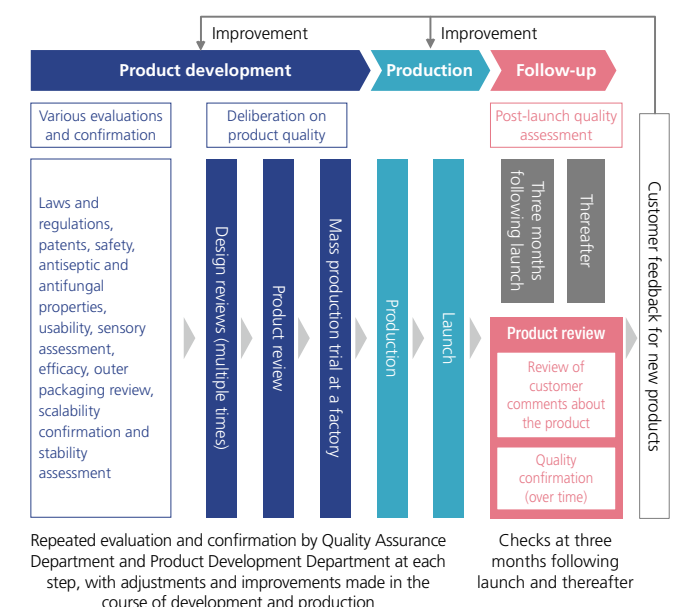 Improvement
Improvement
Product development
Production
Follow-up
Various evaluations
and confirmation
Deliberation on
product quality
Post-launch quality
assessment
Laws and
regulations,
patents, safety,
antiseptic and
antifungal
properties,
usability, sensory
assessment,
efficacy, outer
packaging review,
scalability
confirmation and
stability
assessment
Design reviews (multiple times)
Product review
Mass production trial at a factory
Production
Launch
Three months
following launch
Thereafter
Product review
Review of
customer
comments about
the product
Quality
confirmation
(over time)
Customer feedback for new products
Repeated evaluation and confirmation by Quality Assurance
Department and Product Development Department at each
step, with adjustments and improvements made in the
course of development and production
Checks at three
months following
launch and thereafter